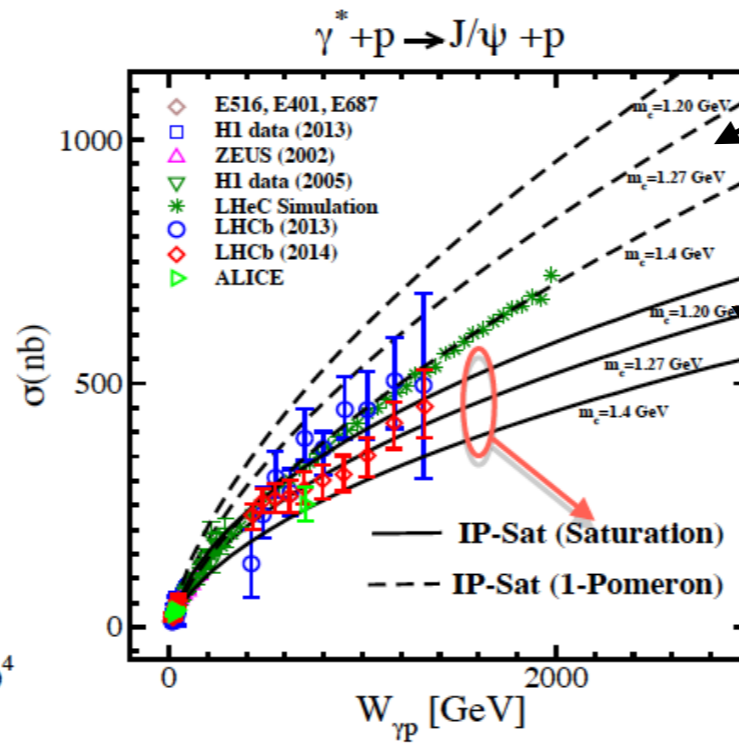 γ* +p → J/ψ +p
E516, E401, E687
H1 data (2013)
ZEUS (2002)
H1 data (2005)
LHeC Simulation
LHCb (2013)
LHCb (2014)
ALICE
m_c=1.20 GeV
m_c=1.27 GeV
m_c=1.4 GeV
m_c=1.20 GeV
m_c=1.27 GeV
m_c=1.4 GeV
IP-Sat (Saturation)
IP-Sat (1-Pomeron)
1000
500
0
σ(nb)
4
0
2000
W_γp [GeV]